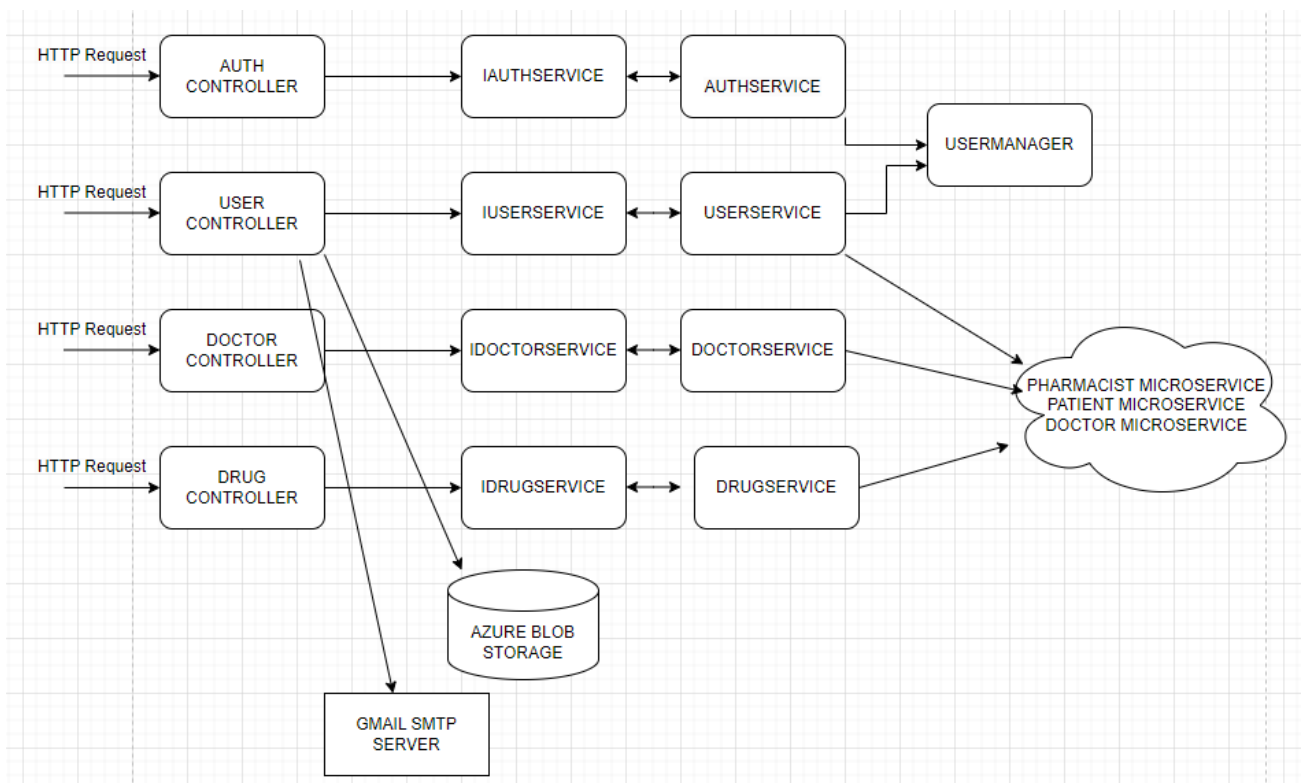 HTTP Request
AUTH
CONTROLLER
IAUTHSERVICE
AUTHSERVICE
USERMANAGER
HTTP Request
USER
CONTROLLER
IUSERSERVICE
USERSERVICE
HTTP Request
DOCTOR
CONTROLLER
IDOCTORSERVICE
DOCTORSERVICE
PHARMACIST MICROSERVICE
PATIENT MICROSERVICE
DOCTOR MICROSERVICE
HTTP Request
DRUG
CONTROLLER
IDRUGSERVICE
DRUGSERVICE
AZURE BLOB
STORAGE
GMAIL SMTP
SERVER